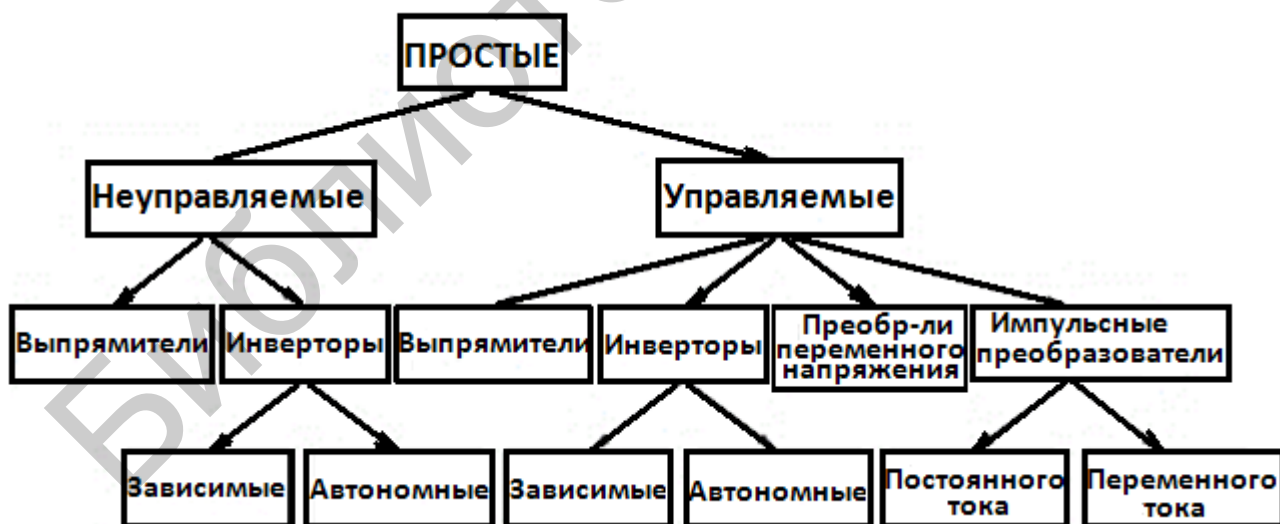 ПРОСТЫЕ
Неуправляемые
Управляемые
Выпрямители
Инверторы
Выпрямители
Инверторы
Преобр-ли
переменного
напряжения
Импульсные
преобразователи
Зависимые
Автономные
Зависимые
Автономные
Постоянного
тока
Переменного
тока